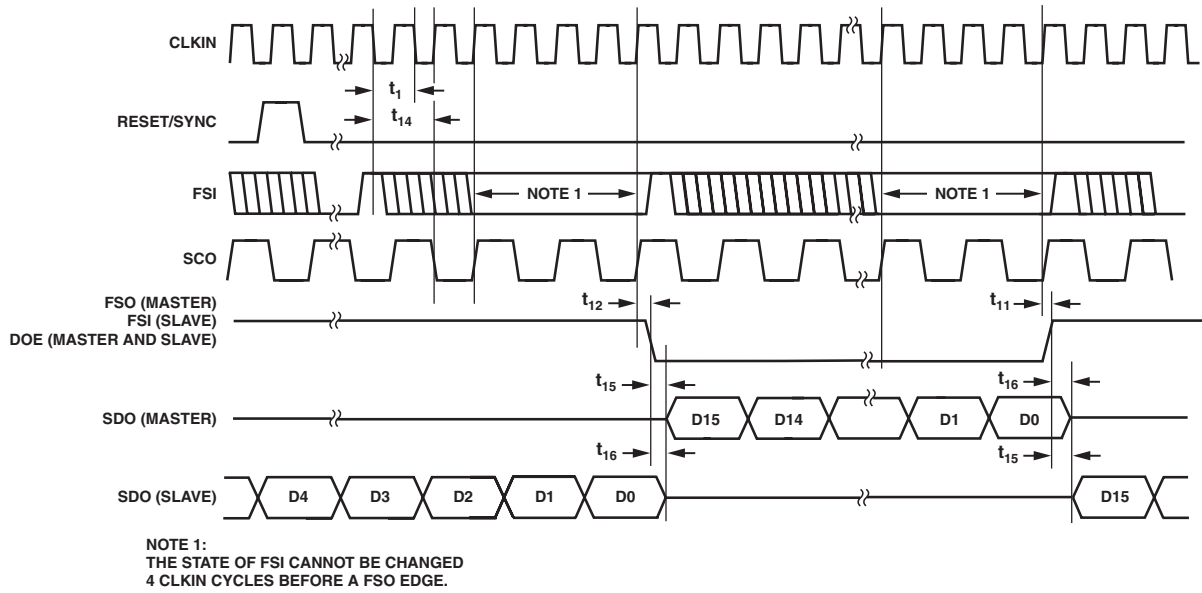 CLKIN
t1
RESET/SYNC
t14
FSI
NOTE 1
NOTE 1
SCO
FSO (MASTER)
FSI (SLAVE)
DOE (MASTER AND SLAVE)
t12
t11
t15
t16
SDO (MASTER)
D15
D14
D1
D0
t16
t15
SDO (SLAVE)
D4
D3
D2
D1
D0
D15
NOTE 1:
THE STATE OF FSI CANNOT BE CHANGED
4 CLKIN CYCLES BEFORE A FSO EDGE.